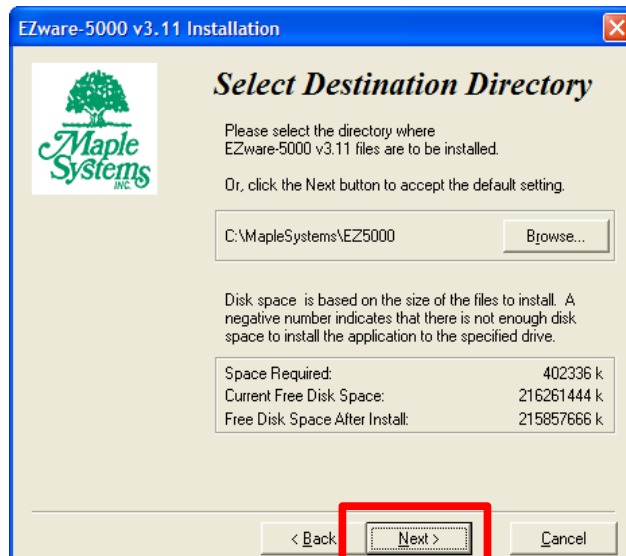 EZware-5000 v3.11 Installation
Maple
Systems
INC.
Select Destination Directory
Please select the directory where
EZware-5000 v3.11 files are to be installed.
Or, click the Next button to accept the default setting.
C:\MapleSystems\EZ5000
Browse...
Disk space is based on the size of the files to install. A
negative number indicates that there is not enough disk
space to install the application to the specified drive.
Space Required: 402336 k
Current Free Disk Space: 216261444 k
Free Disk Space After Install: 215857666 k
< Back Next > Cancel